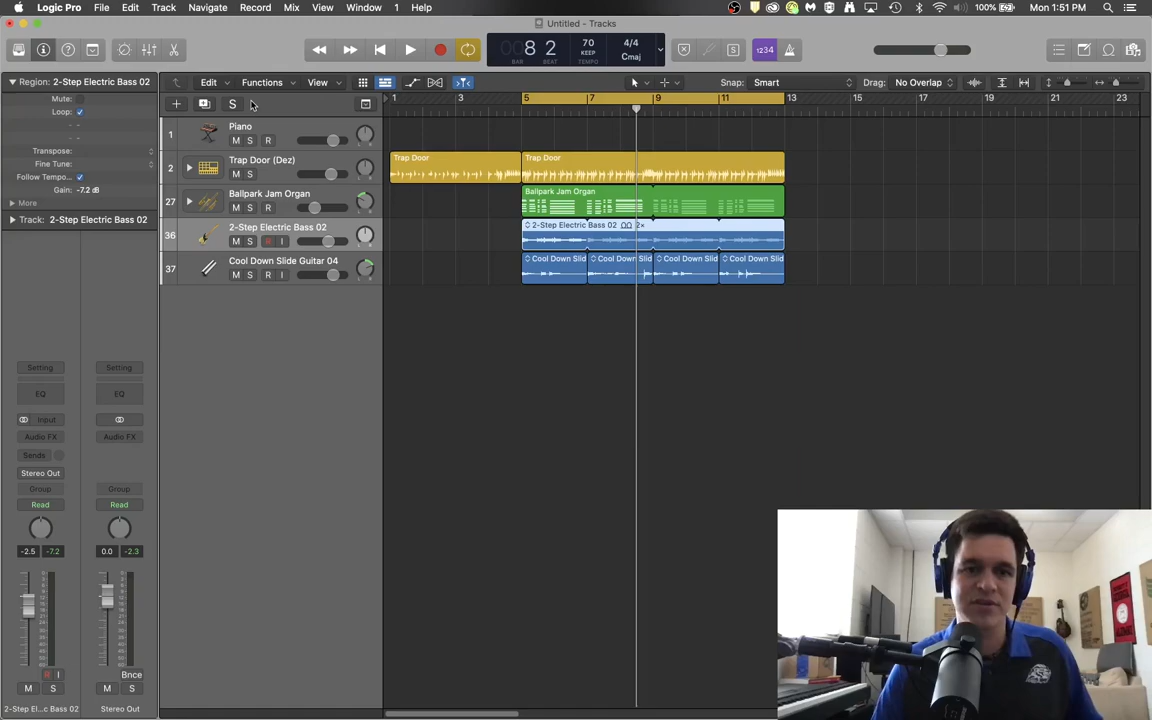 Logic Pro File Edit Track Navigate Record Mix View Window 1 Help 100% Mon 1:51 PM
Untitled - Tracks
008 2 70 4/4
BAR BEAT KEEP Cmaj
TEMPO
1234
Region: 2-Step Electric Bass 02
Edit Functions View Snap: Smart Drag: No Overlap
Mute:
Loop:
Transpose:
Fine Tune:
Follow Tempo...
Gain: -7.2 dB
More
Track: 2-Step Electric Bass 02
S
1 3 5 7 9 11 13 15 17 19 21 23
1 Piano
M S R
2 Trap Door (Dez)
M S
Trap Door Trap Door
27 Ballpark Jam Organ
M S R
Ballpark Jam Organ
36 2-Step Electric Bass 02
M S R I
2-Step Electric Bass 02 2×
37 Cool Down Slide Guitar 04
M S R I
Cool Down Slid Cool Down Slid Cool Down Slid Cool Down Slid
Setting Setting
EQ EQ
Input
Audio FX Audio FX
Sends
Stereo Out
Group Group
Read Read
-2.5 -7.2 0.0 -2.3
R I Bnce
M S M S
2-Step El...c Bass 02 Stereo Out